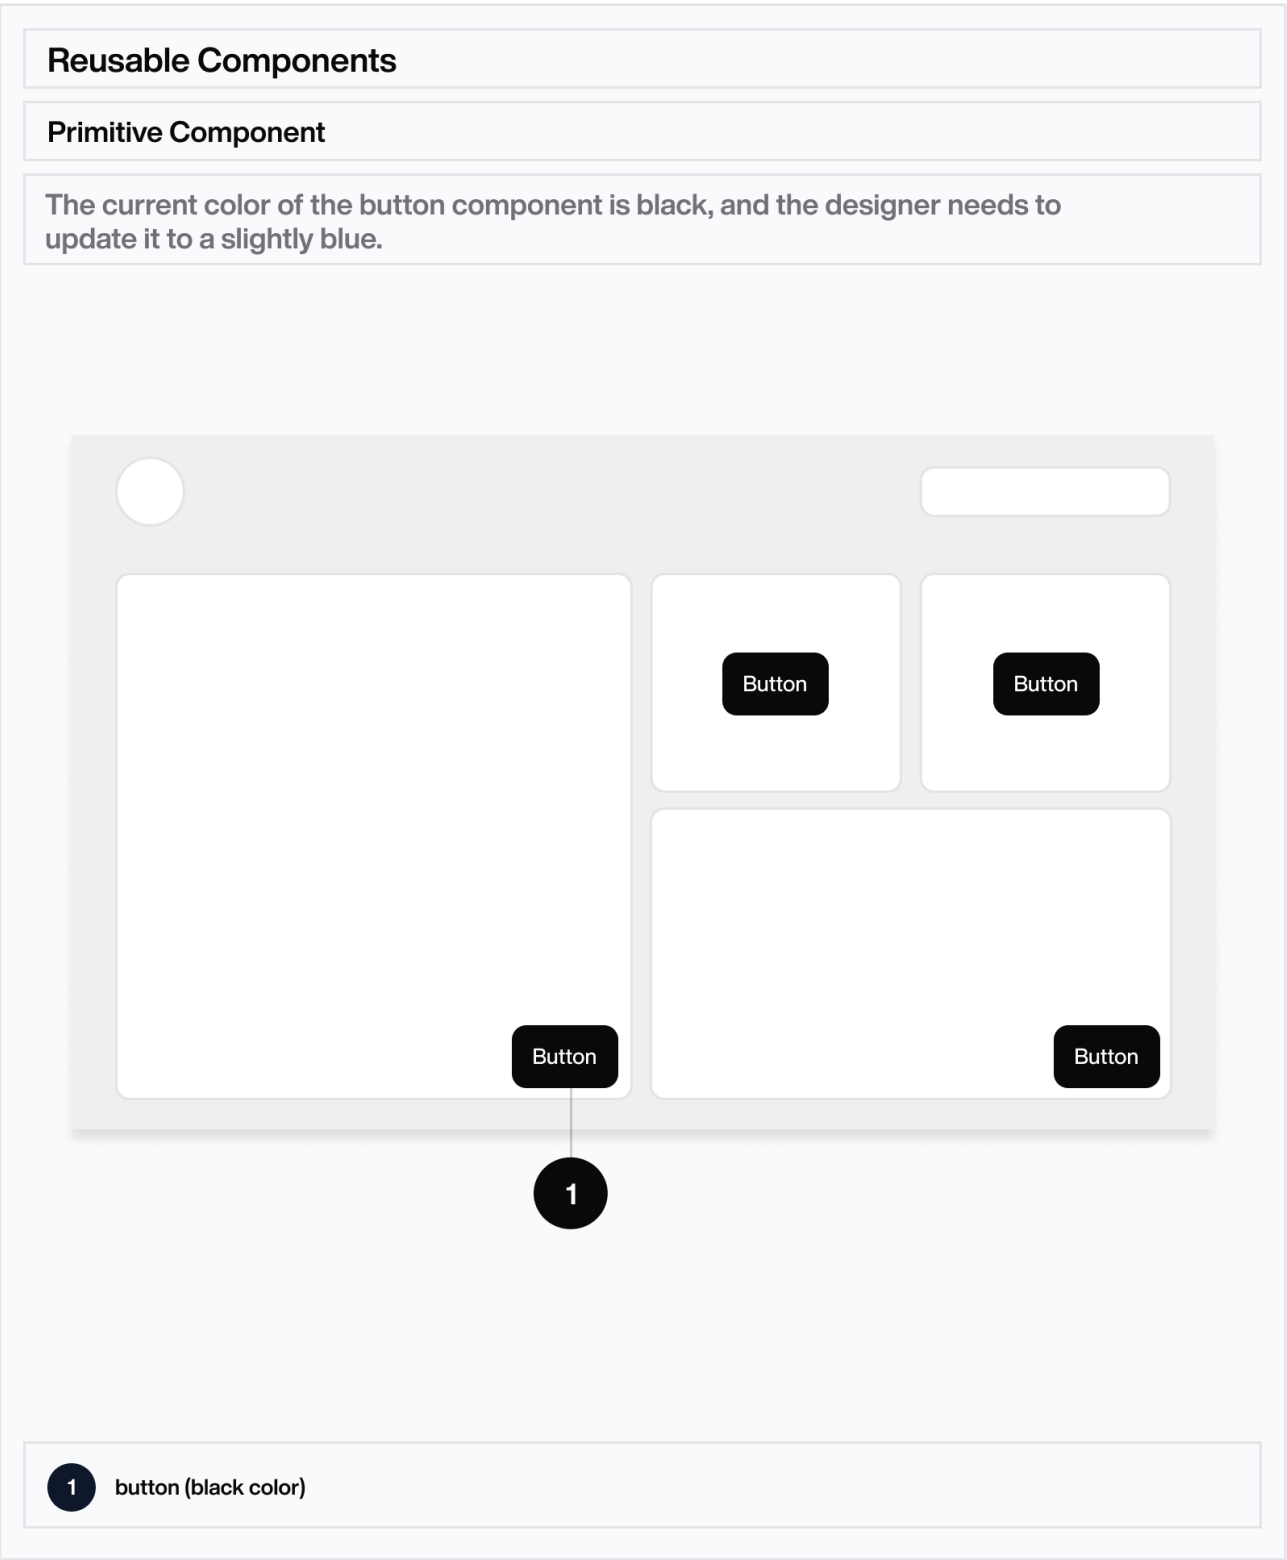 Reusable Components
Primitive Component
The current color of the button component is black, and the designer needs to
update it to a slightly blue.
Button
Button
Button
Button
1
1
button (black color)